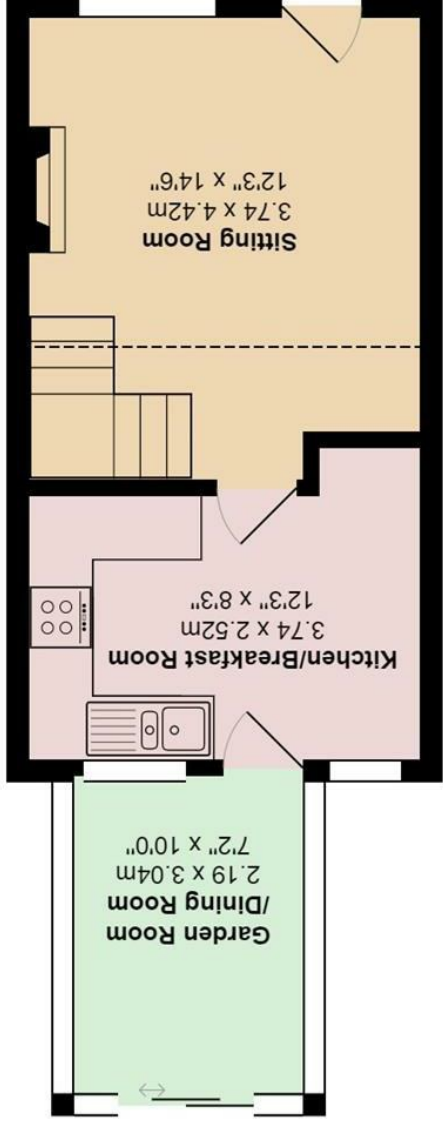 Garden Room
/Dining Room
2.19 x 3.04m
7'2" x 10'0"
Kitchen/Breakfast Room
3.74 x 2.52m
12'3" x 8'3"
Sitting Room
3.74 x 4.42m
12'3" x 14'6"